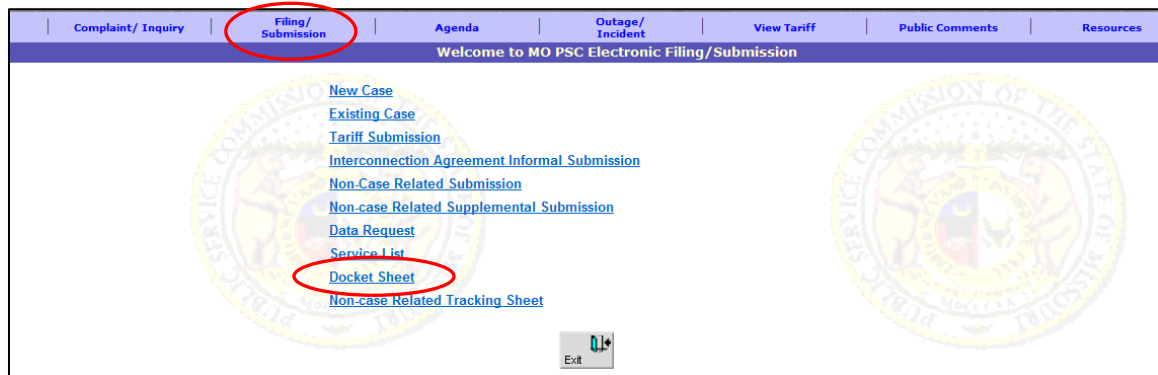 Complaint/ Inquiry
Filing/
Submission
Agenda
Outage/
Incident
View Tariff
Public Comments
Resources
Welcome to MO PSC Electronic Filing/Submission
New Case
Existing Case
Tariff Submission
Interconnection Agreement Informal Submission
Non-Case Related Submission
Non-case Related Supplemental Submission
Data Request
Service List
Docket Sheet
Non-case Related Tracking Sheet
Exit